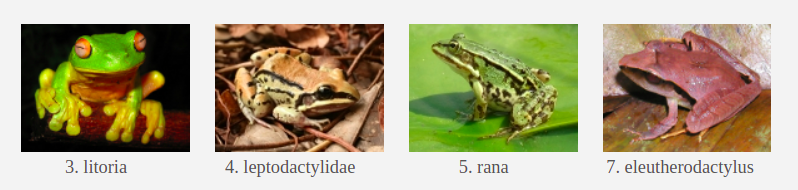 3. litoria
4. leptodactylidae
5. rana
7. eleutherodactylus